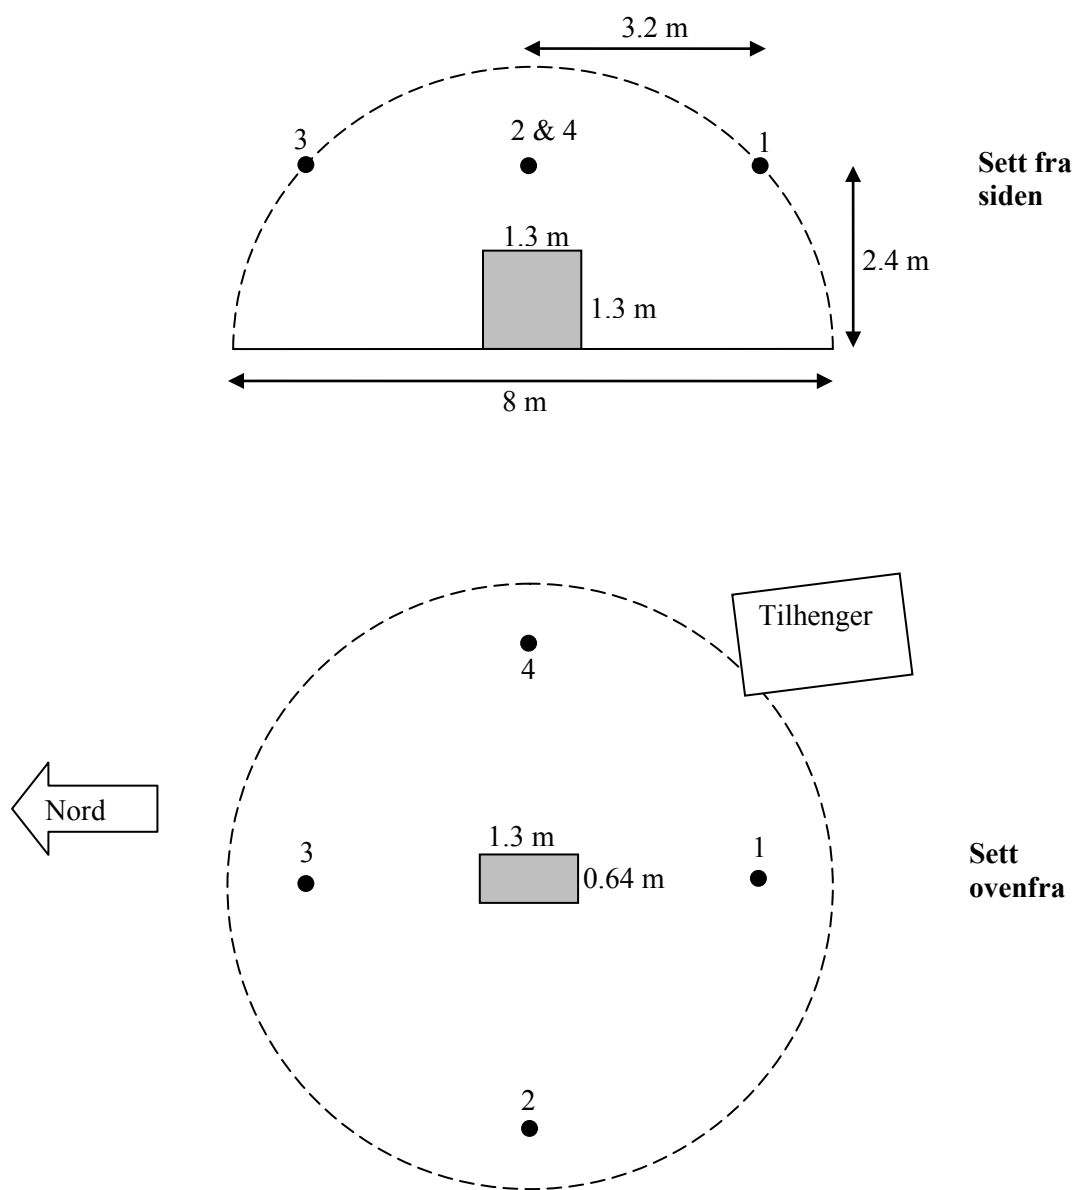 3.2 m
3
2 & 4
1
Sett fra
siden
1.3 m
2.4 m
1.3 m
8 m
Tilhenger
4
Nord
1.3 m
3
1
Sett
ovenfra
0.64 m
2